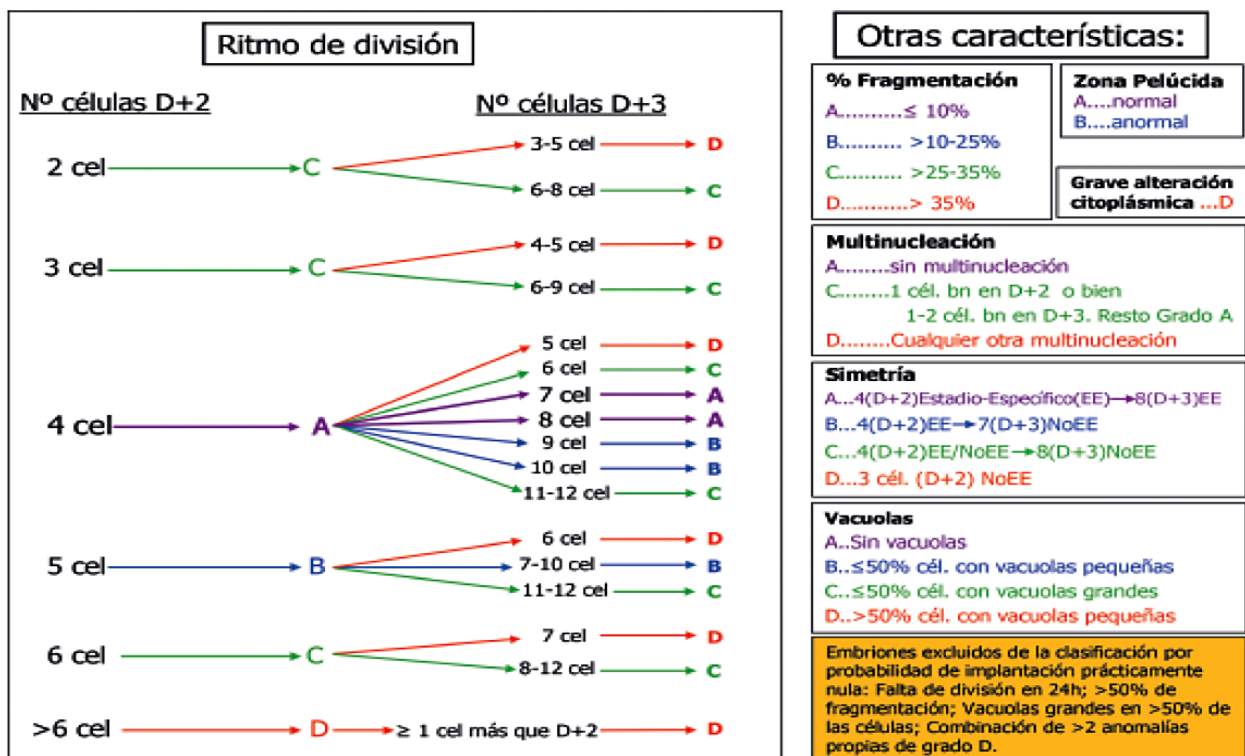 Ritmo de división
Nº células D+2
Nº células D+3
2 cel
C
3-5 cel
D
6-8 cel
C
3 cel
C
4-5 cel
D
6-9 cel
C
4 cel
A
5 cel
D
6 cel
C
7 cel
A
8 cel
A
9 cel
B
10 cel
B
11-12 cel
C
5 cel
B
6 cel
D
7-10 cel
B
11-12 cel
C
6 cel
C
7 cel
D
8-12 cel
C
>6 cel
D
≥ 1 cel más que D+2
D
Otras características:
% Fragmentación
A..........≤ 10%
B.......... >10-25%
C.......... >25-35%
D...........> 35%
Zona Pelúcida
A....normal
B....anormal
Grave alteración
citoplásmica ...D
Multinucleación
A........sin multinucleación
C........1 cél. bn en D+2 o bien
1-2 cél. bn en D+3. Resto Grado A
D........Cualquier otra multinucleación
Simetría
A...4(D+2)Estadio-Específico(EE)→8(D+3)EE
B...4(D+2)EE→7(D+3)NoEE
C...4(D+2)EE/NoEE→8(D+3)NoEE
D...3 cél. (D+2) NoEE
Vacuolas
A..Sin vacuolas
B..≤50% cél. con vacuolas pequeñas
C..≤50% cél. con vacuolas grandes
D..>50% cél. con vacuolas pequeñas
Embriones excluidos de la clasificación por
probabilidad de implantación prácticamente
nula: Falta de división en 24h; >50% de
fragmentación; Vacuolas grandes en >50% de
las células; Combinación de >2 anomalías
propias de grado D.